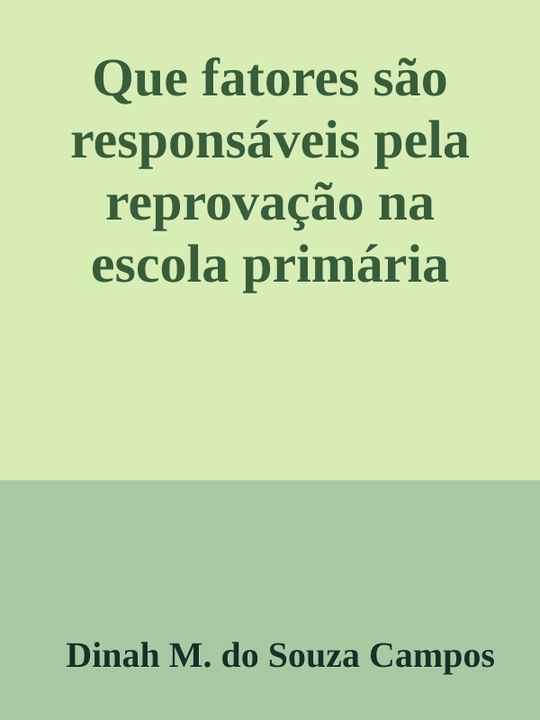 Que fatores são
responsáveis pela
reprovação na
escola primária
Dinah M. do Souza Campos